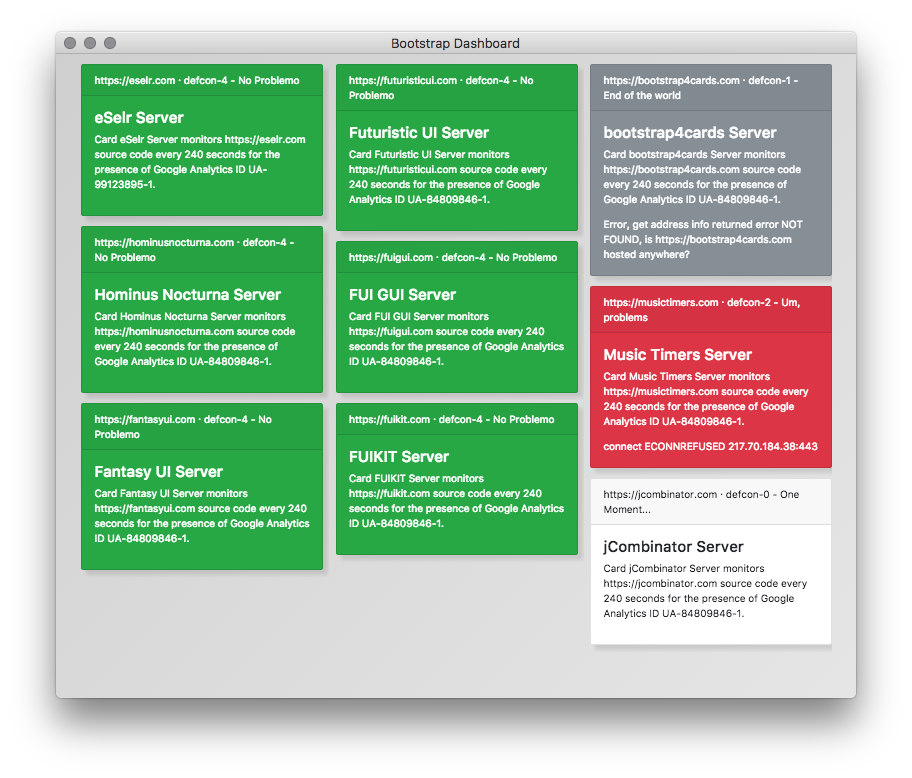 Bootstrap Dashboard
https://eselr.com · defcon-4 - No Problemo
eSelr Server
Card eSelr Server monitors https://eselr.com
source code every 240 seconds for the
presence of Google Analytics ID UA-
99123895-1.
https://hominusnocturna.com · defcon-4 -
No Problemo
Hominus Nocturna Server
Card Hominus Nocturna Server monitors
https://hominusnocturna.com source code
every 240 seconds for the presence of
Google Analytics ID UA-84809846-1.
https://fantasyui.com · defcon-4 - No
Problemo
Fantasy UI Server
Card Fantasy UI Server monitors
https://fantasyui.com source code every 240
seconds for the presence of Google Analytics
ID UA-84809846-1.
https://futuristicui.com · defcon-4 - No
Problemo
Futuristic UI Server
Card Futuristic UI Server monitors
https://futuristicui.com source code every
240 seconds for the presence of Google
Analytics ID UA-84809846-1.
https://fuigui.com · defcon-4 - No Problemo
FUI GUI Server
Card FUI GUI Server monitors
https://fuigui.com source code every 240
seconds for the presence of Google Analytics
ID UA-84809846-1.
https://fuikit.com · defcon-4 - No Problemo
FUIKIT Server
Card FUIKIT Server monitors
https://fuikit.com source code every 240
seconds for the presence of Google Analytics
ID UA-84809846-1.
https://bootstrap4cards.com · defcon-1 -
End of the world
bootstrap4cards Server
Card bootstrap4cards Server monitors
https://bootstrap4cards.com source code
every 240 seconds for the presence of
Google Analytics ID UA-84809846-1.
Error, get address info returned error NOT
FOUND, is https://bootstrap4cards.com
hosted anywhere?
https://musictimers.com · defcon-2 - Um,
problems
Music Timers Server
Card Music Timers Server monitors
https://musictimers.com source code every
240 seconds for the presence of Google
Analytics ID UA-84809846-1.
connect ECONNREFUSED 217.70.184.38:443
https://jcombinator.com · defcon-0 - One
Moment...
jCombinator Server
Card jCombinator Server monitors
https://jcombinator.com source code every
240 seconds for the presence of Google
Analytics ID UA-84809846-1.